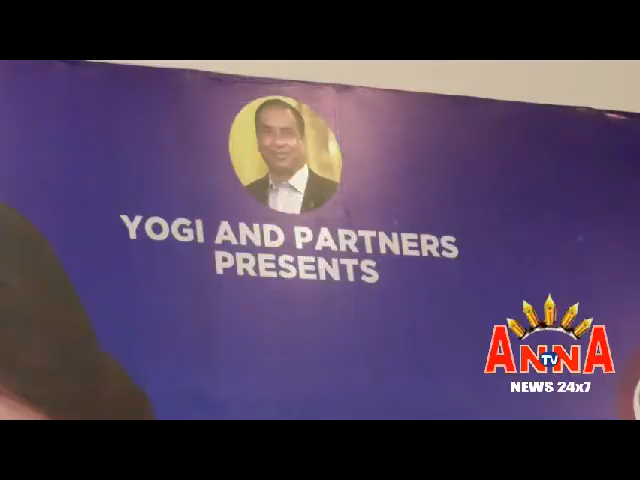 YOGI AND PARTNERS
PRESENTS
ANNA
TV
NEWS 24x7